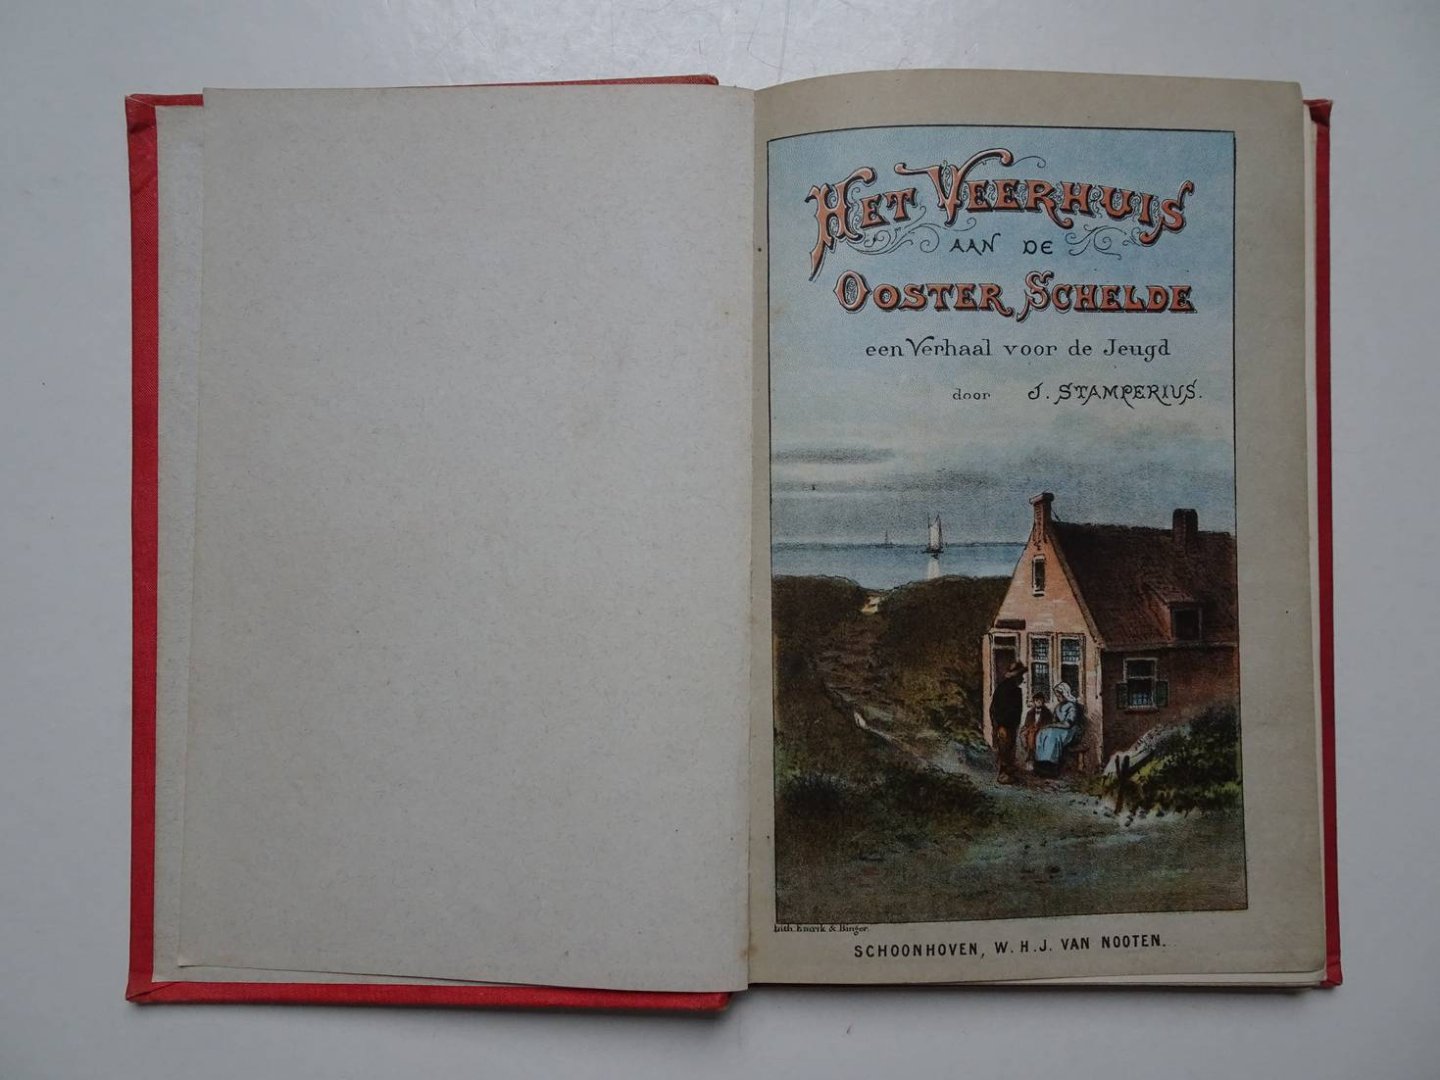 HET VEERHUIS
AAN DE
OOSTER SCHELDE
een Verhaal voor de Jeugd
door J. STAMPERIUS.
Lith. Emrik & Binger.
SCHOONHOVEN, W. H. J. VAN NOOTEN.